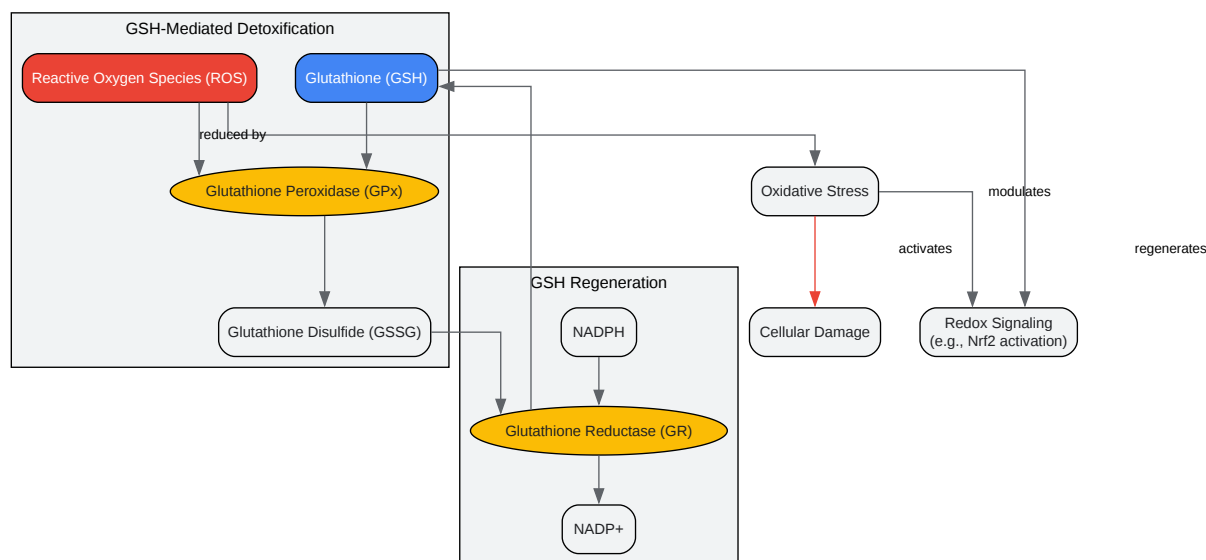 GSH-Mediated Detoxification
Reactive Oxygen Species (ROS)
Glutathione (GSH)
reduced by
Glutathione Peroxidase (GPx)
Oxidative Stress
modulates
activates
regenerates
GSH Regeneration
Glutathione Disulfide (GSSG)
NADPH
Cellular Damage
Redox Signaling
(e.g., Nrf2 activation)
Glutathione Reductase (GR)
NADP+